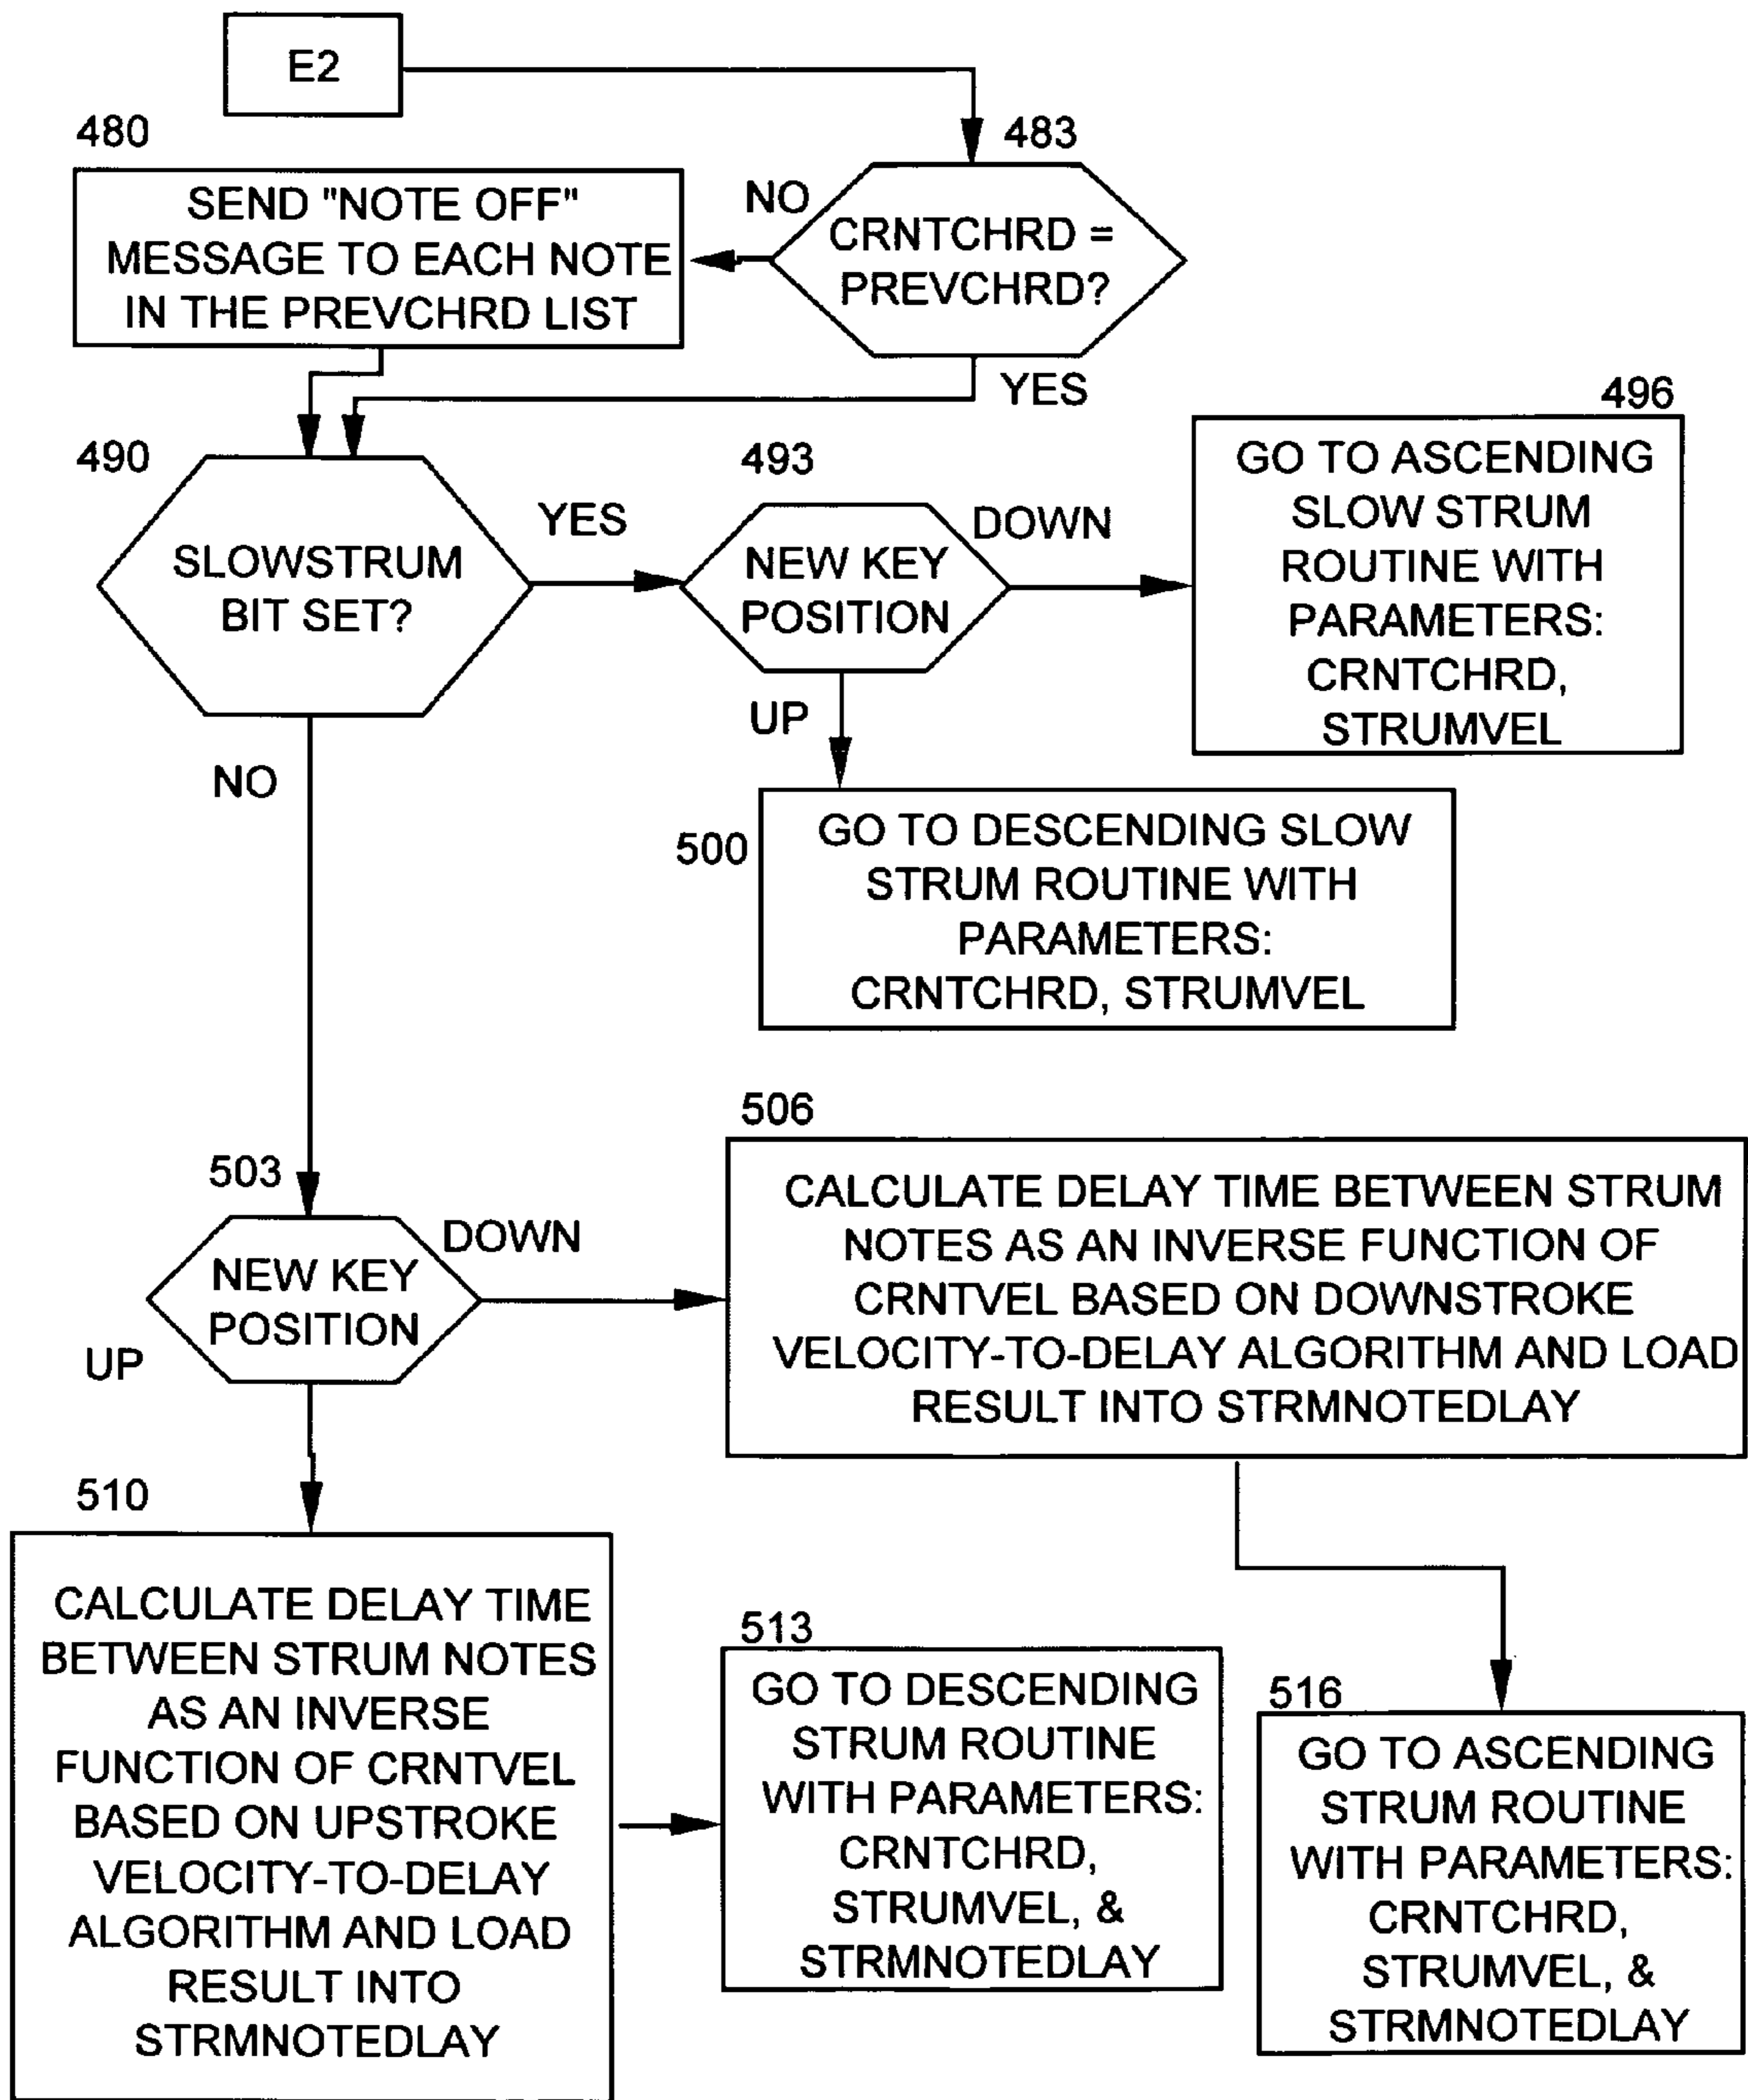 E2
480
483
SEND "NOTE OFF"
MESSAGE TO EACH NOTE
IN THE PREVCHRD LIST
NO
CRNTCHRD =
PREVCHRD?
YES
490
SLOWSTRUM
BIT SET?
YES
493
NEW KEY
POSITION
DOWN
496
GO TO ASCENDING
SLOW STRUM
ROUTINE WITH
PARAMETERS:
CRNTCHRD,
STRUMVEL
UP
NO
500
GO TO DESCENDING SLOW
STRUM ROUTINE WITH
PARAMETERS:
CRNTCHRD, STRUMVEL
503
NEW KEY
POSITION
DOWN
UP
506
CALCULATE DELAY TIME BETWEEN STRUM
NOTES AS AN INVERSE FUNCTION OF
CRNTVEL BASED ON DOWNSTROKE
VELOCITY-TO-DELAY ALGORITHM AND LOAD
RESULT INTO STRMNOTEDLAY
510
CALCULATE DELAY TIME
BETWEEN STRUM NOTES
AS AN INVERSE
FUNCTION OF CRNTVEL
BASED ON UPSTROKE
VELOCITY-TO-DELAY
ALGORITHM AND LOAD
RESULT INTO
STRMNOTEDLAY
513
GO TO DESCENDING
STRUM ROUTINE
WITH PARAMETERS:
CRNTCHRD,
STRUMVEL, &
STRMNOTEDLAY
516
GO TO ASCENDING
STRUM ROUTINE
WITH PARAMETERS:
CRNTCHRD,
STRUMVEL, &
STRMNOTEDLAY